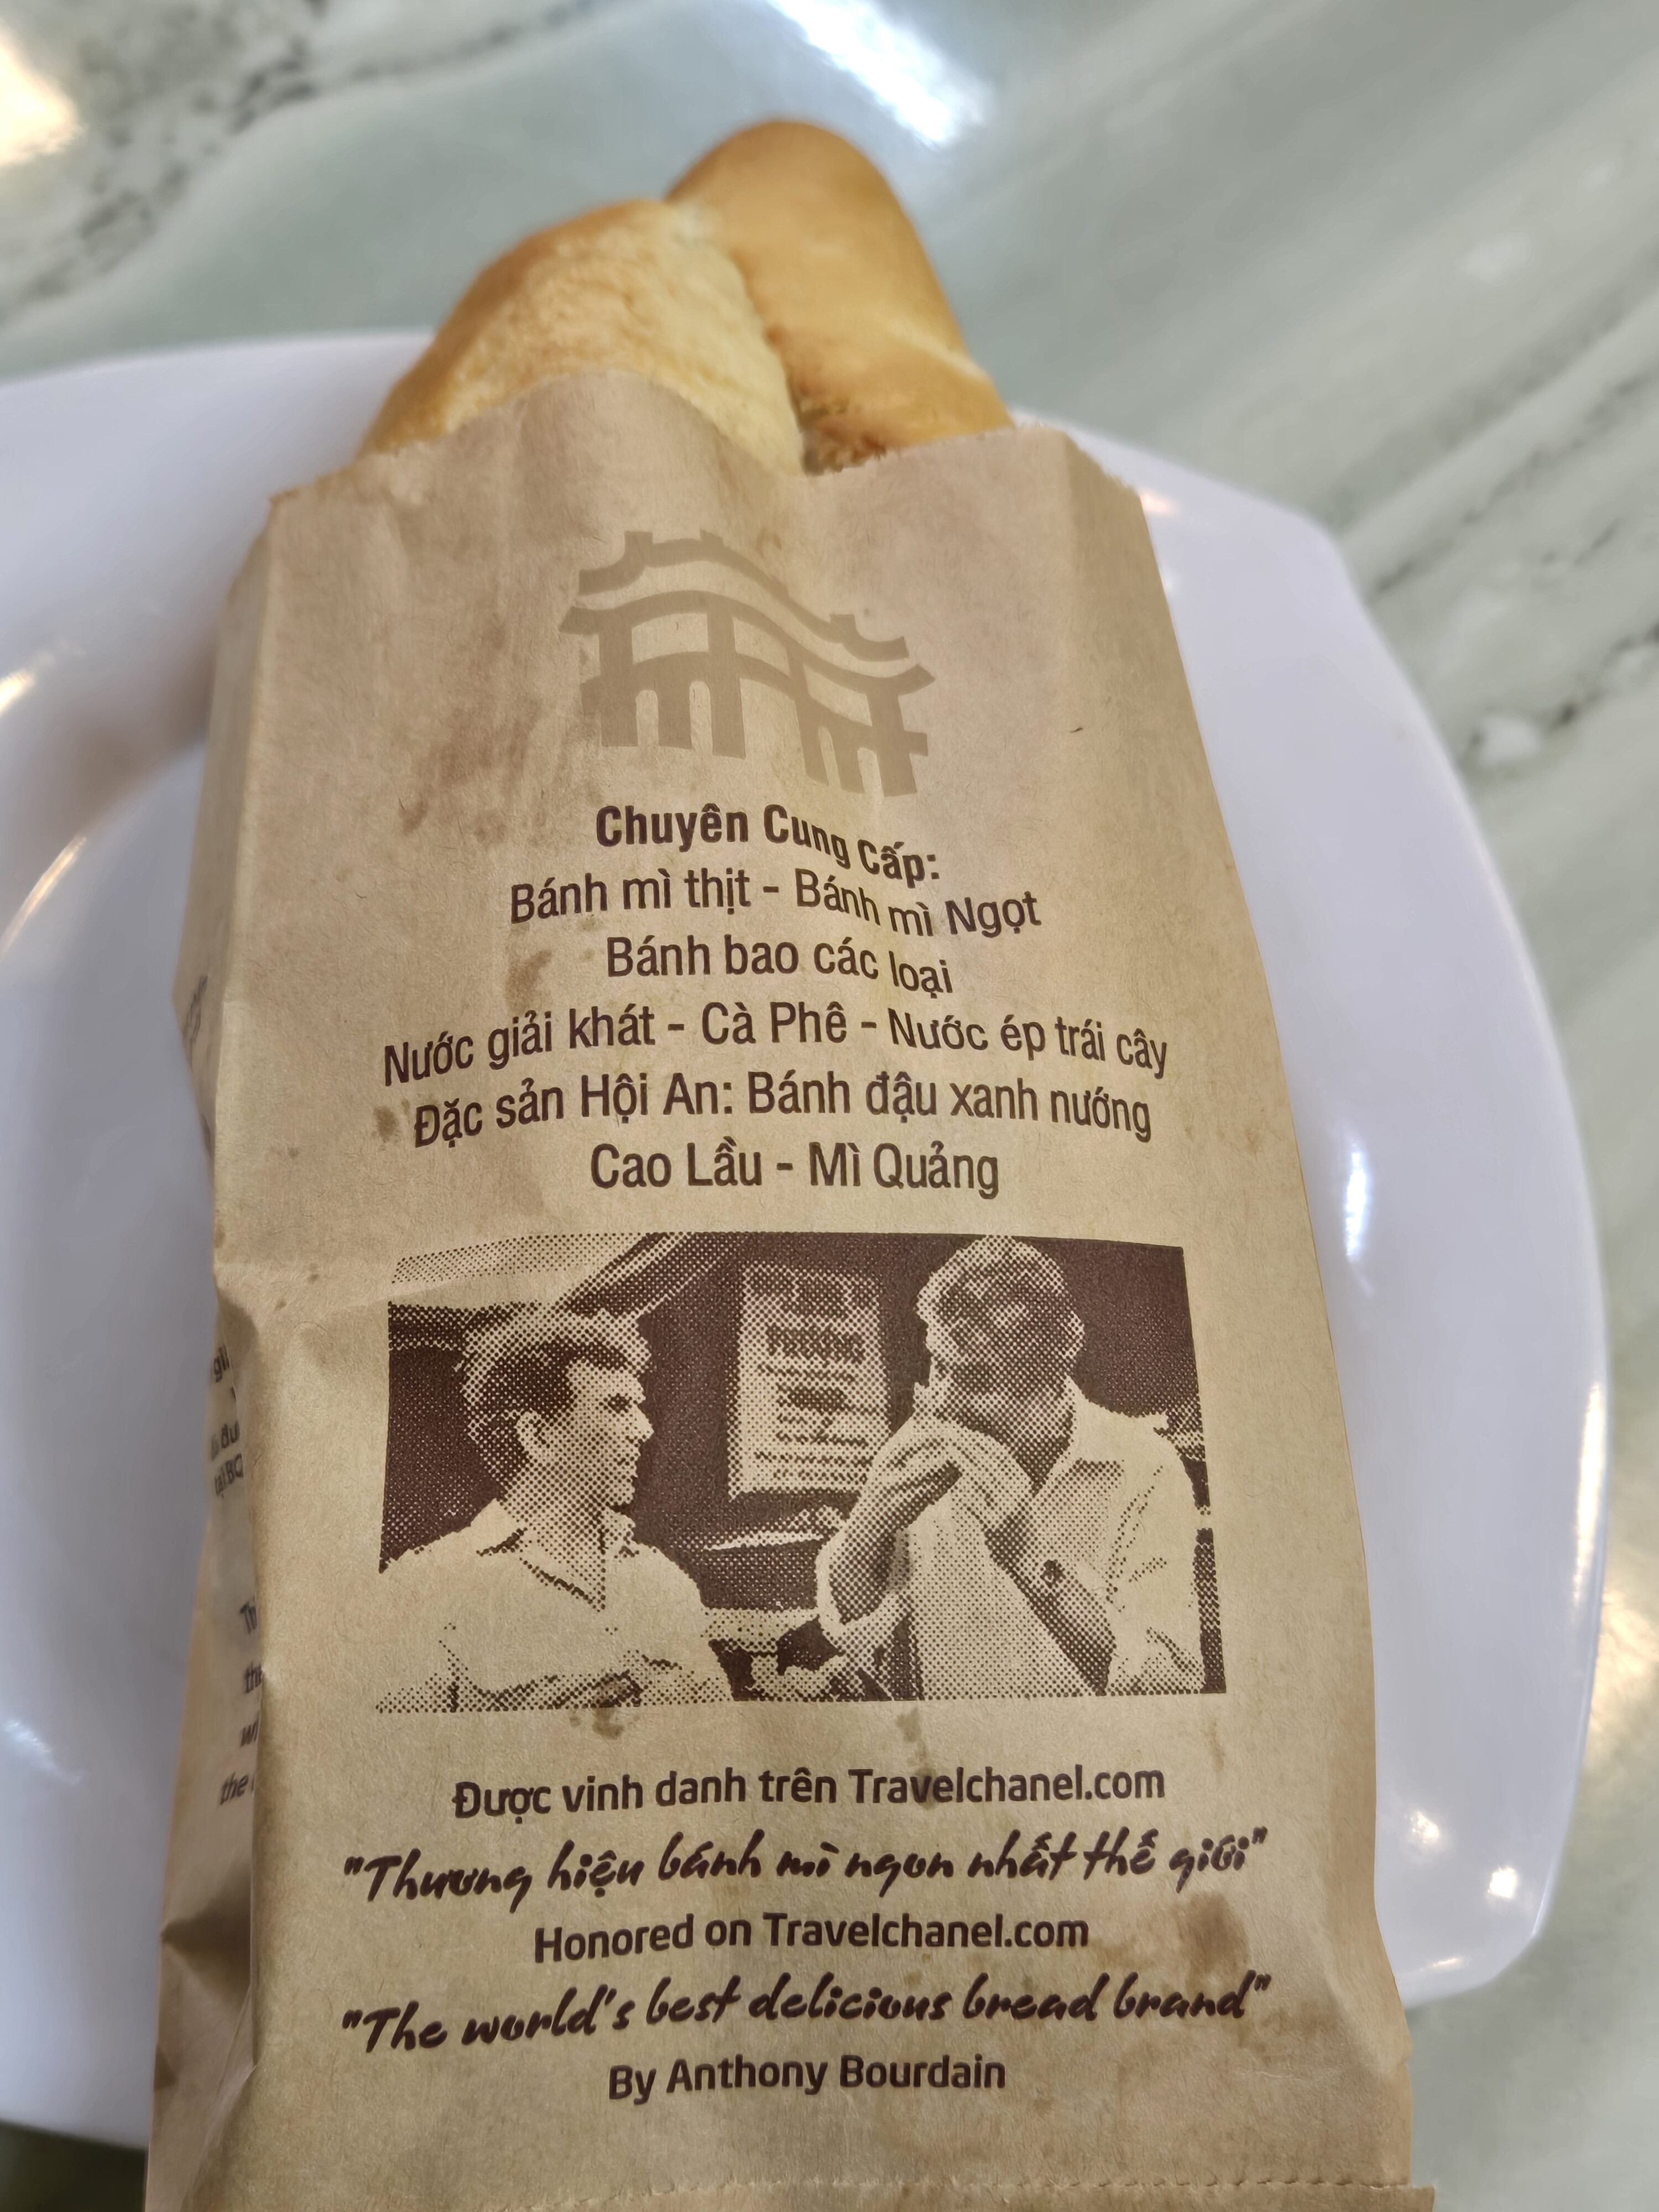 Chuyên Cung Cấp:
Bánh mì thịt - Bánh mì Ngọt
Bánh bao các loại
Nước giải khát - Cà Phê - Nước ép trái cây
Đặc sản Hội An: Bánh đậu xanh nướng
Cao Lầu - Mì Quảng
PHƯỢNG
Được vinh danh trên Travelchanel.com
"Thương hiệu bánh mì ngon nhất thế giới"
Honored on Travelchanel.com
"The world's best delicious bread brand"
By Anthony Bourdain